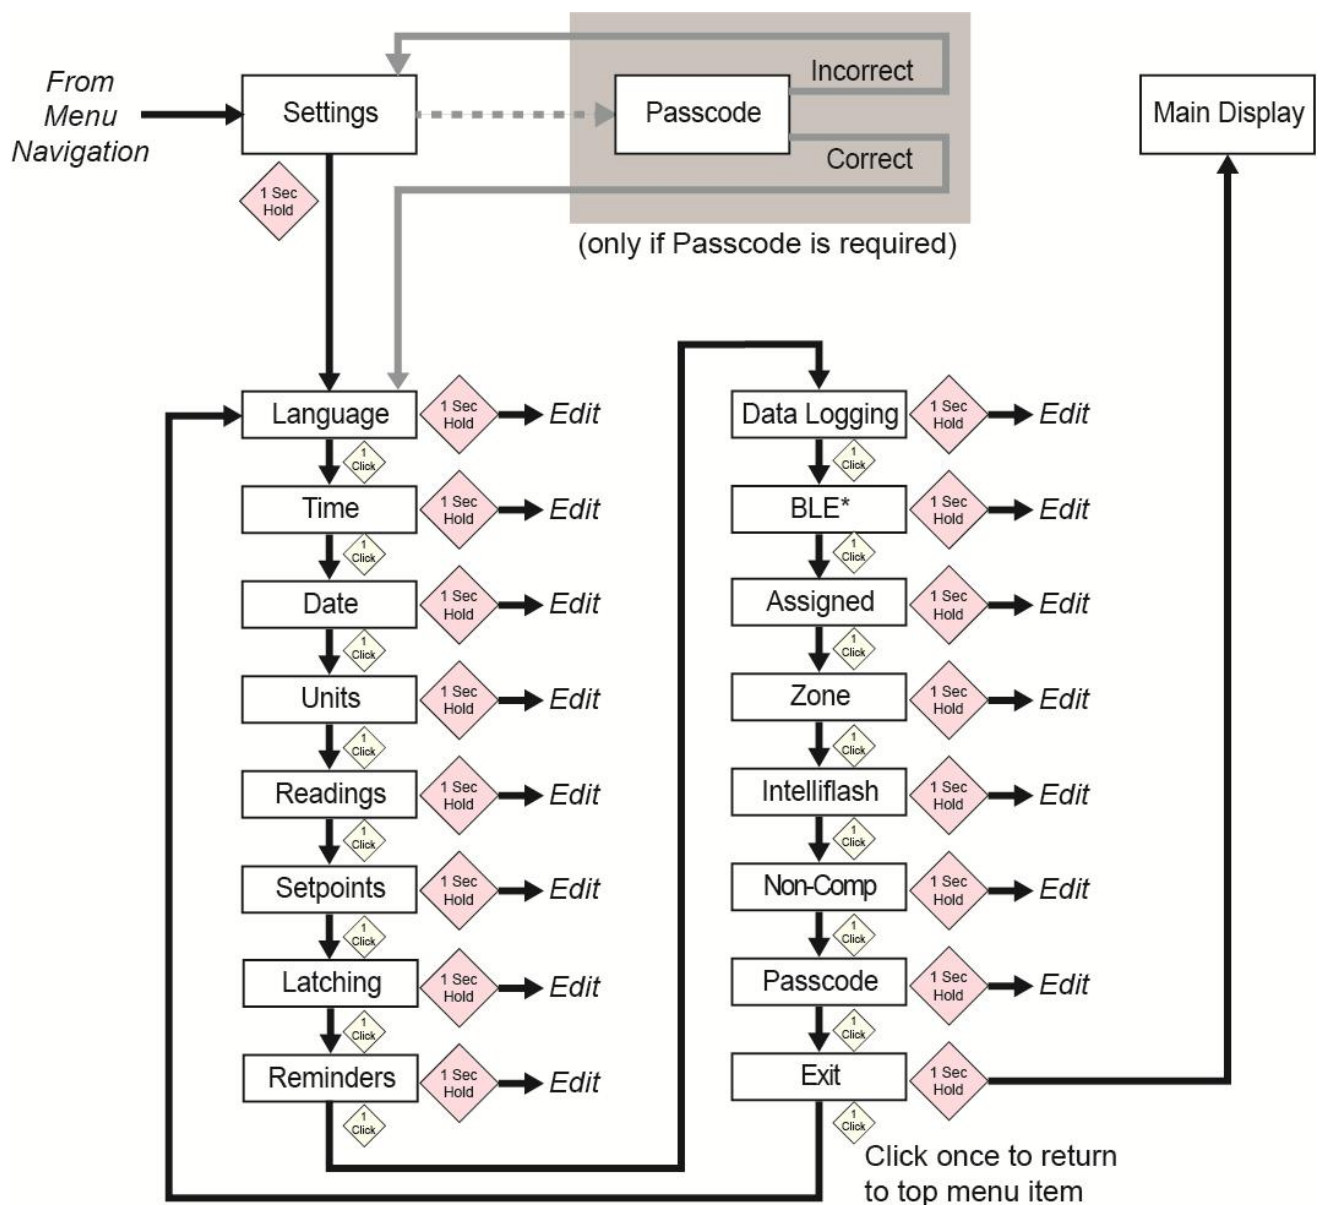 From
Menu
Navigation
Settings
Passcode
Incorrect
Correct
Main Display
1 Sec
Hold
(only if Passcode is required)
Language
1 Sec
Hold
Edit
1
Click
Time
1 Sec
Hold
Edit
1
Click
Date
1 Sec
Hold
Edit
1
Click
Units
1 Sec
Hold
Edit
1
Click
Readings
1 Sec
Hold
Edit
1
Click
Setpoints
1 Sec
Hold
Edit
1
Click
Latching
1 Sec
Hold
Edit
1
Click
Reminders
1 Sec
Hold
Edit
1
Click
Data Logging
1 Sec
Hold
Edit
1
Click
BLE*
1 Sec
Hold
Edit
1
Click
Assigned
1 Sec
Hold
Edit
1
Click
Zone
1 Sec
Hold
Edit
1
Click
Intelliflash
1 Sec
Hold
Edit
1
Click
Non-Comp
1 Sec
Hold
Edit
1
Click
Passcode
1 Sec
Hold
Edit
1
Click
Exit
1 Sec
Hold
1
Click
Click once to return
to top menu item